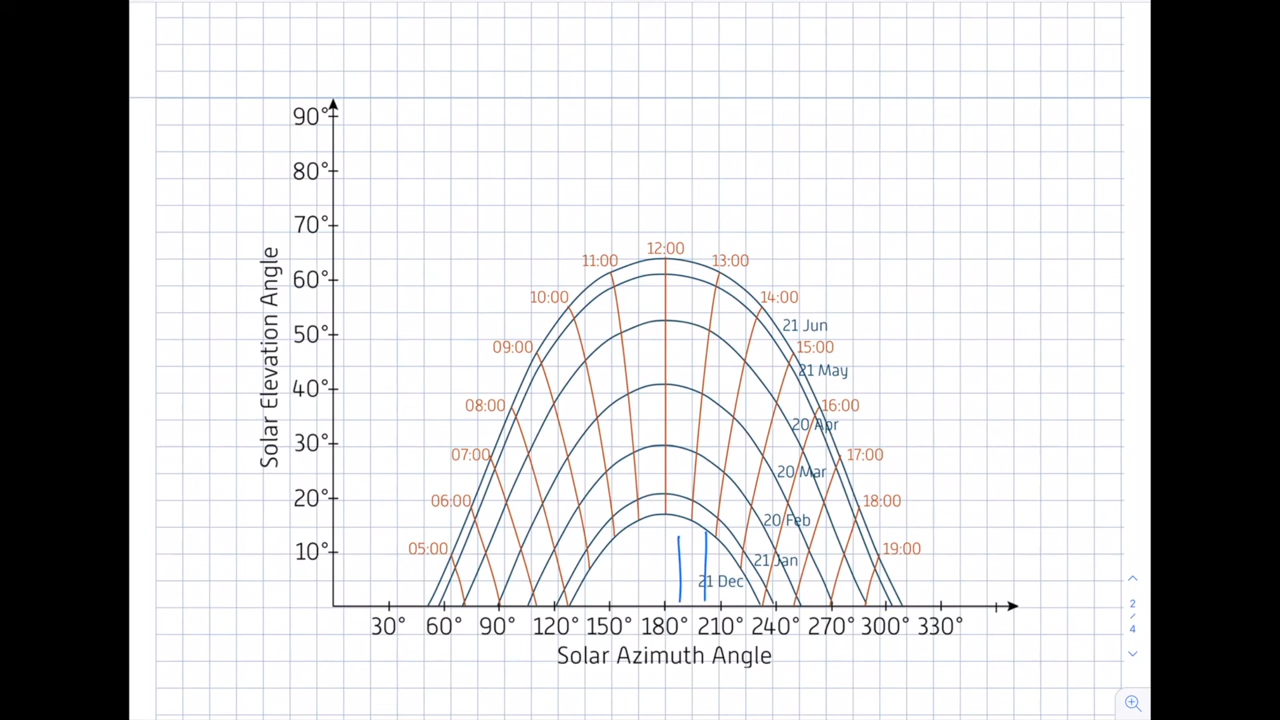 90°
80°
70°
60°
50°
40°
30°
20°
10°
Solar Elevation Angle
12:00
11:00
13:00
10:00
14:00
21 Jun
09:00
15:00
21 May
08:00
16:00
20 Apr
07:00
17:00
20 Mar
06:00
18:00
20 Feb
05:00
19:00
21 Jan
21 Dec
30° 60° 90° 120° 150° 180° 210° 240° 270° 300° 330°
Solar Azimuth Angle
2
/
4